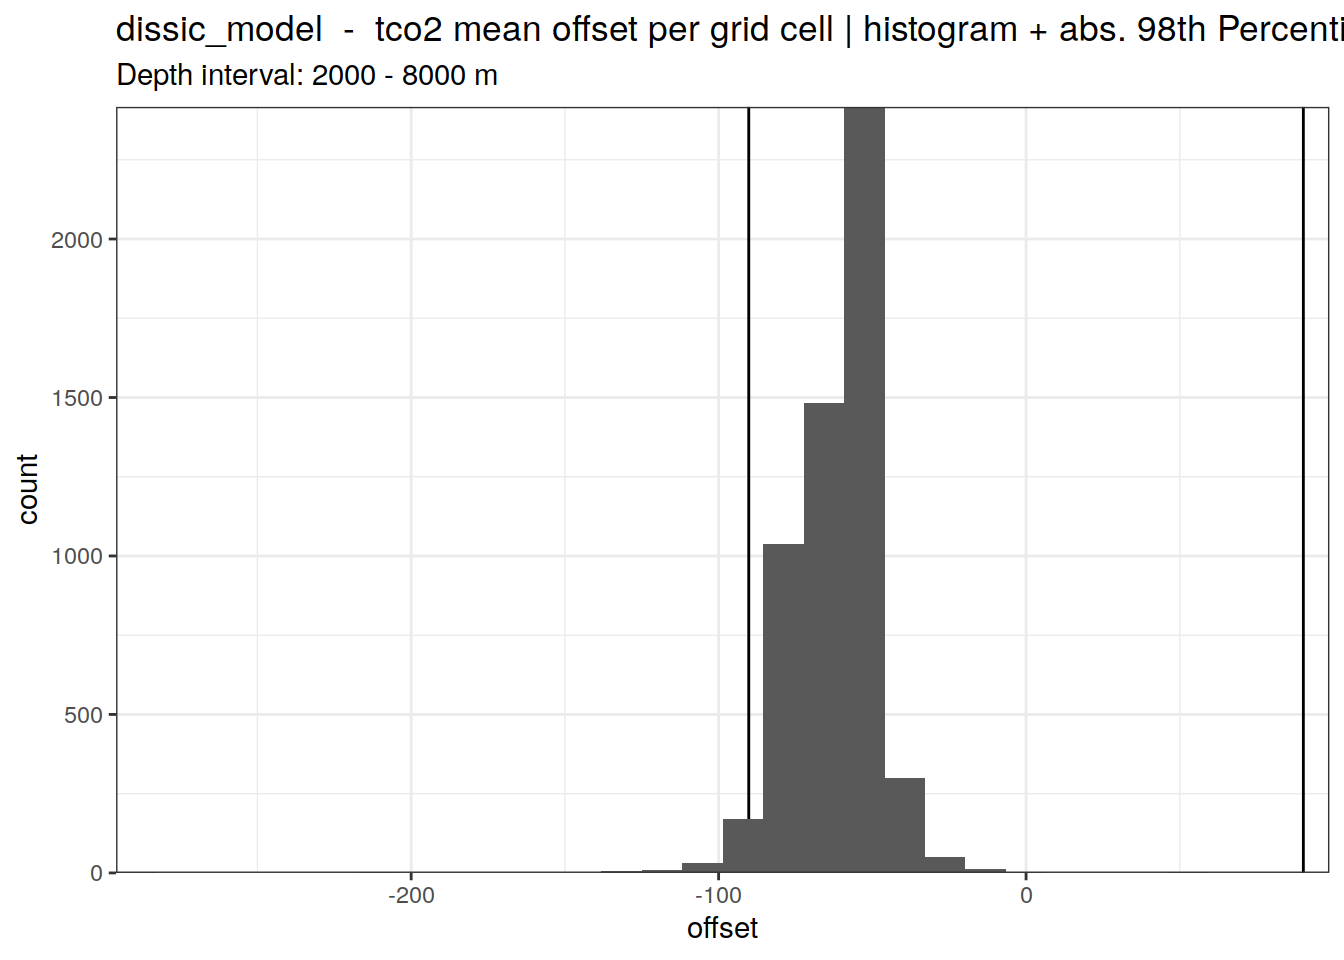 dissic_model - tco2 mean offset per grid cell | histogram + abs. 98th
Depth interval: 2000 - 8000 m
2000
1500
1000
500
0
count
-200 -100 0
offset